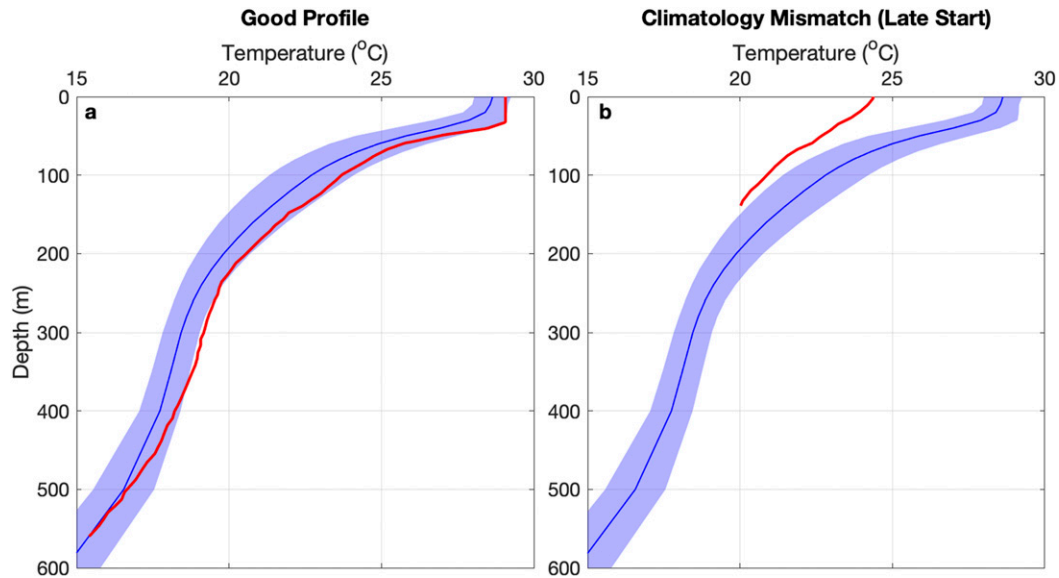 Good Profile
Temperature (°C)
15 20 25 30
0
a
100
200
300
400
500
600
Depth (m)
Climatology Mismatch (Late Start)
Temperature (°C)
15 20 25 30
0
b
100
200
300
400
500
600